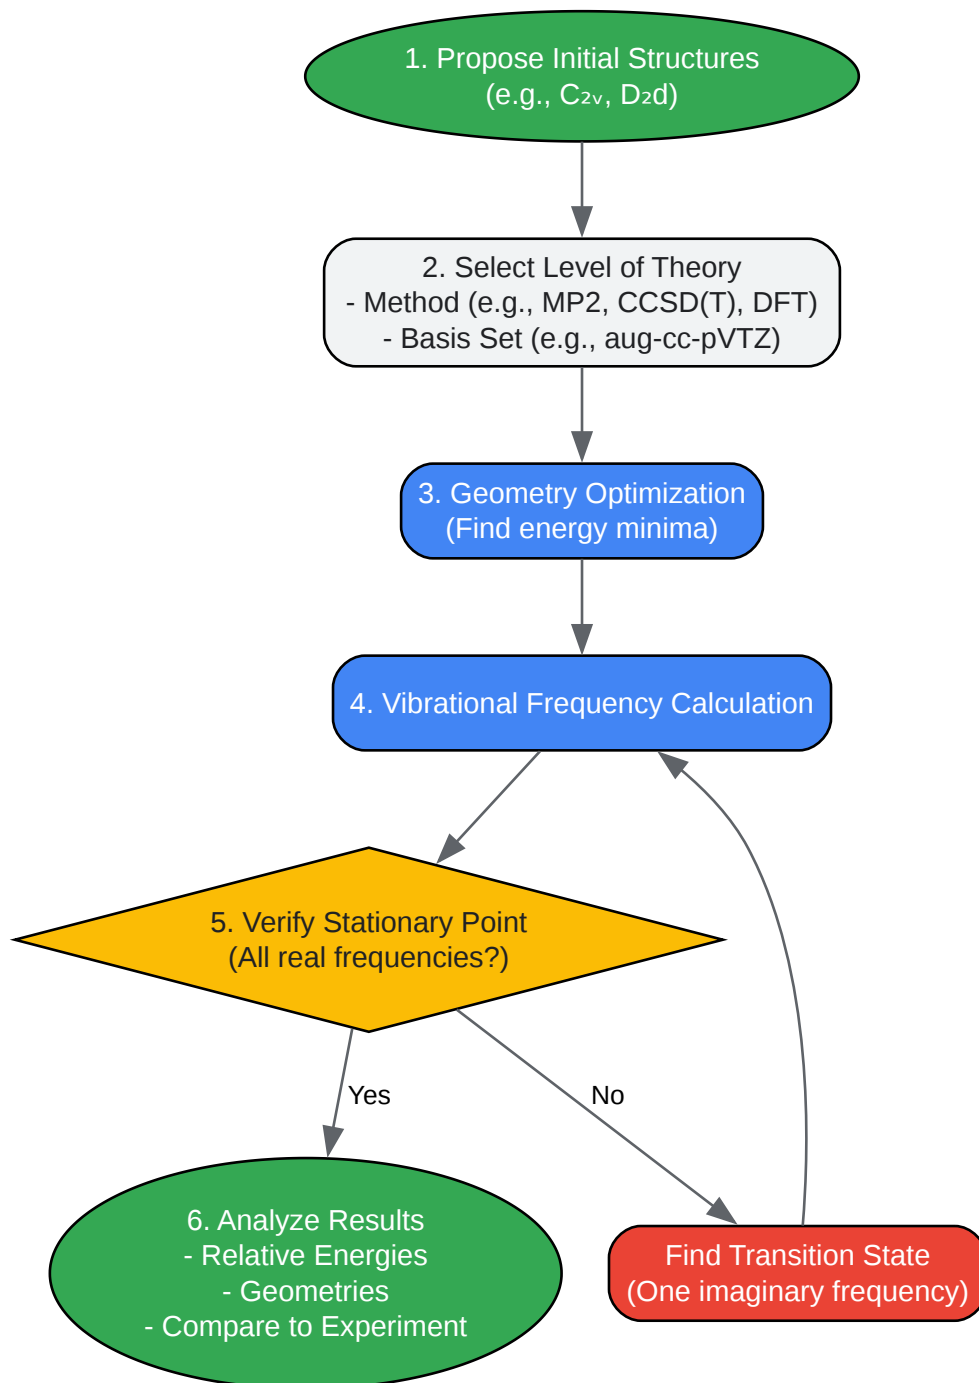 1. Propose Initial Structures
(e.g., C₂ᵥ, D₂d)
2. Select Level of Theory
- Method (e.g., MP2, CCSD(T), DFT)
- Basis Set (e.g., aug-cc-pVTZ)
3. Geometry Optimization
(Find energy minima)
4. Vibrational Frequency Calculation
5. Verify Stationary Point
(All real frequencies?)
Yes
No
6. Analyze Results
- Relative Energies
- Geometries
- Compare to Experiment
Find Transition State
(One imaginary frequency)